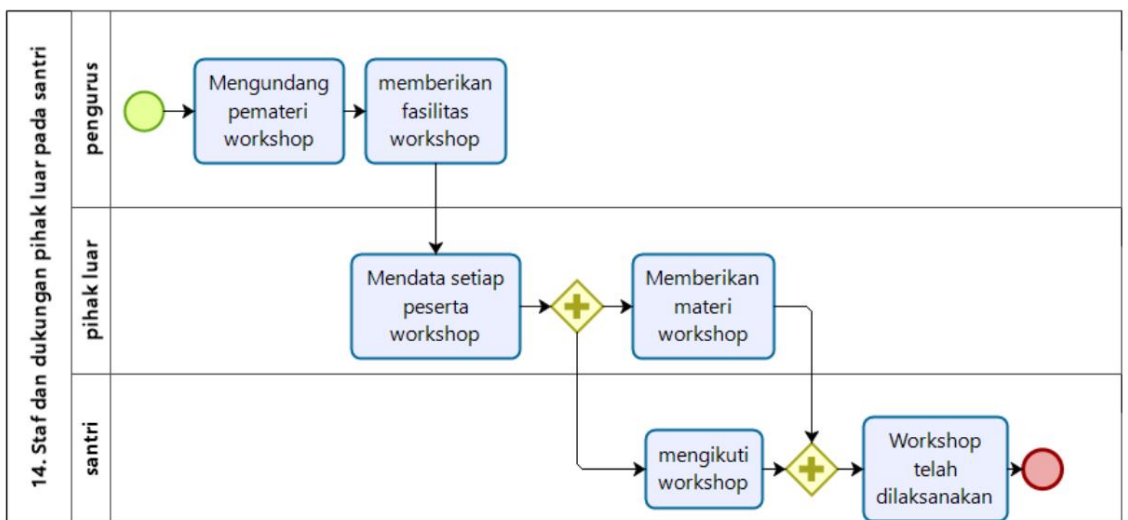 14. Staf dan dukungan pihak luar pada santri
pengurus
Mengundang
pemateri
workshop
memberikan
fasilitas
workshop
pihak luar
Mendata setiap
peserta
workshop
Memberikan
materi
workshop
santri
mengikuti
workshop
Workshop
telah
dilaksanakan